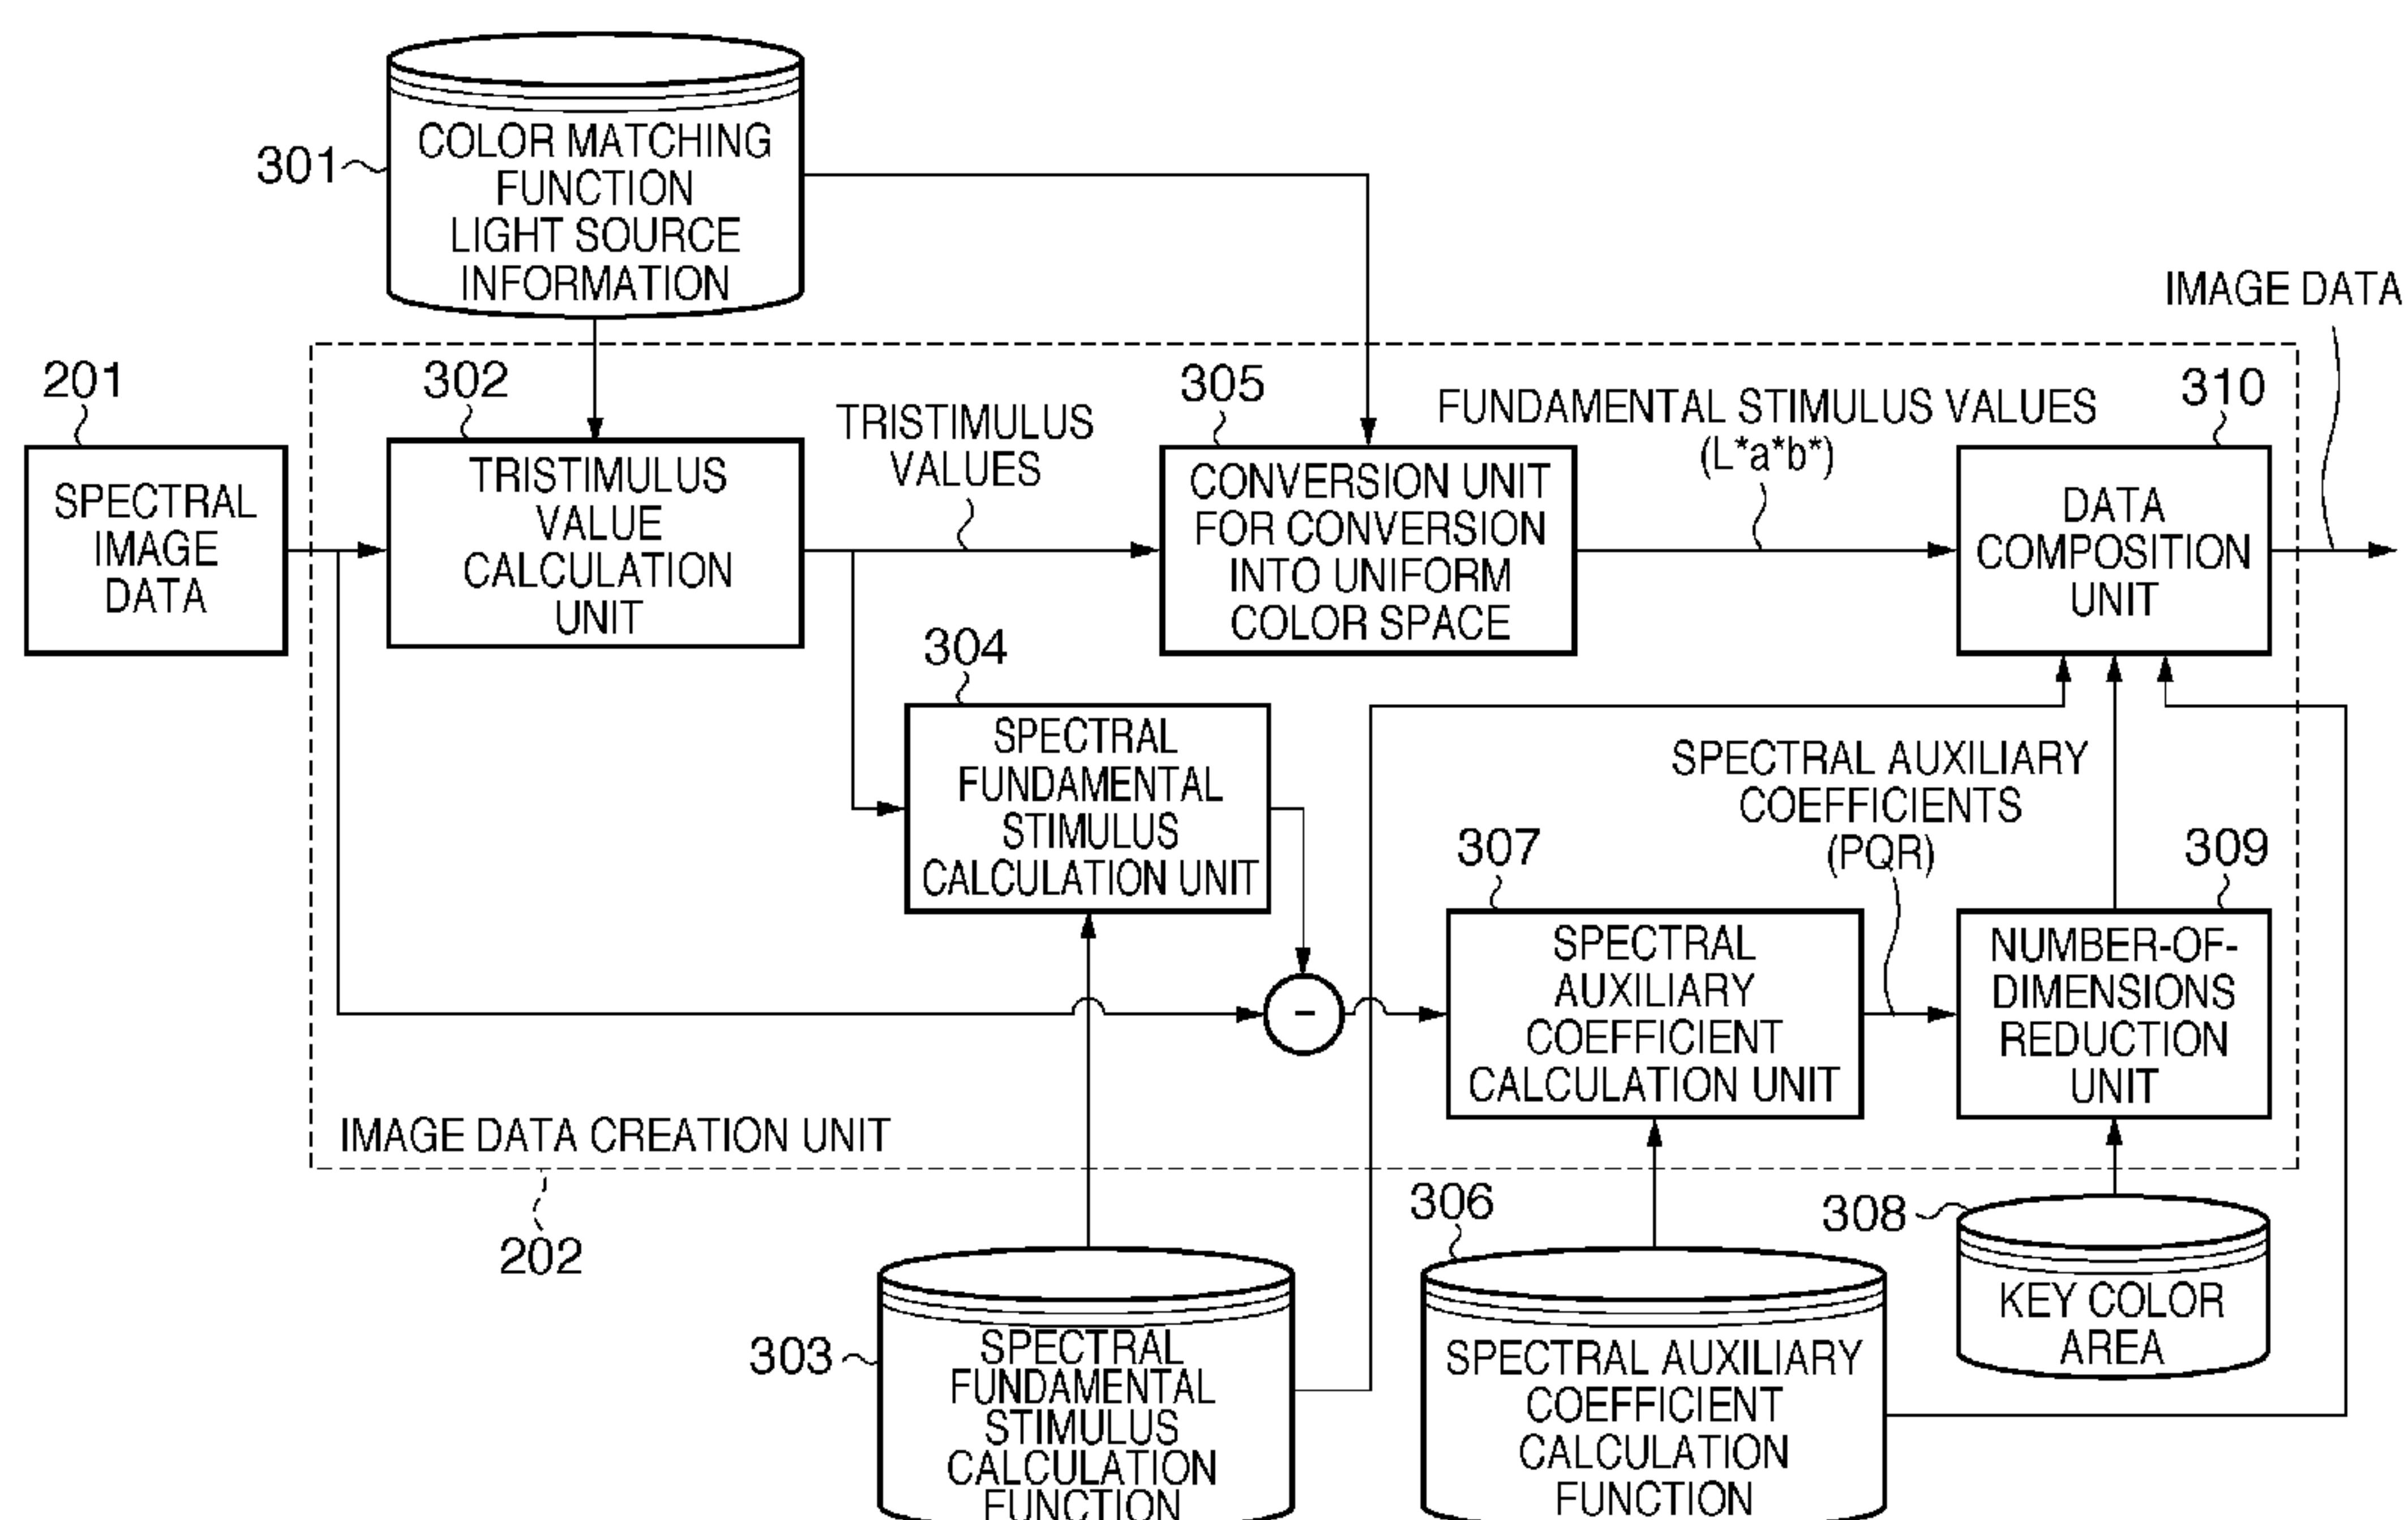 301
COLOR MATCHING
FUNCTION
LIGHT SOURCE
INFORMATION
IMAGE DATA
201
SPECTRAL
IMAGE
DATA
302
TRISTIMULUS
VALUE
CALCULATION
UNIT
TRISTIMULUS
VALUES
305
CONVERSION UNIT
FOR CONVERSION
INTO UNIFORM
COLOR SPACE
FUNDAMENTAL STIMULUS VALUES
(L*a*b*)
310
DATA
COMPOSITION
UNIT
304
SPECTRAL
FUNDAMENTAL
STIMULUS
CALCULATION UNIT
-
307
SPECTRAL
AUXILIARY
COEFFICIENT
CALCULATION UNIT
SPECTRAL AUXILIARY
COEFFICIENTS
(PQR)
309
NUMBER-OF-
DIMENSIONS
REDUCTION
UNIT
IMAGE DATA CREATION UNIT
202
303
SPECTRAL
FUNDAMENTAL
STIMULUS
CALCULATION
FUNCTION
306
SPECTRAL AUXILIARY
COEFFICIENT
CALCULATION
FUNCTION
308
KEY COLOR
AREA